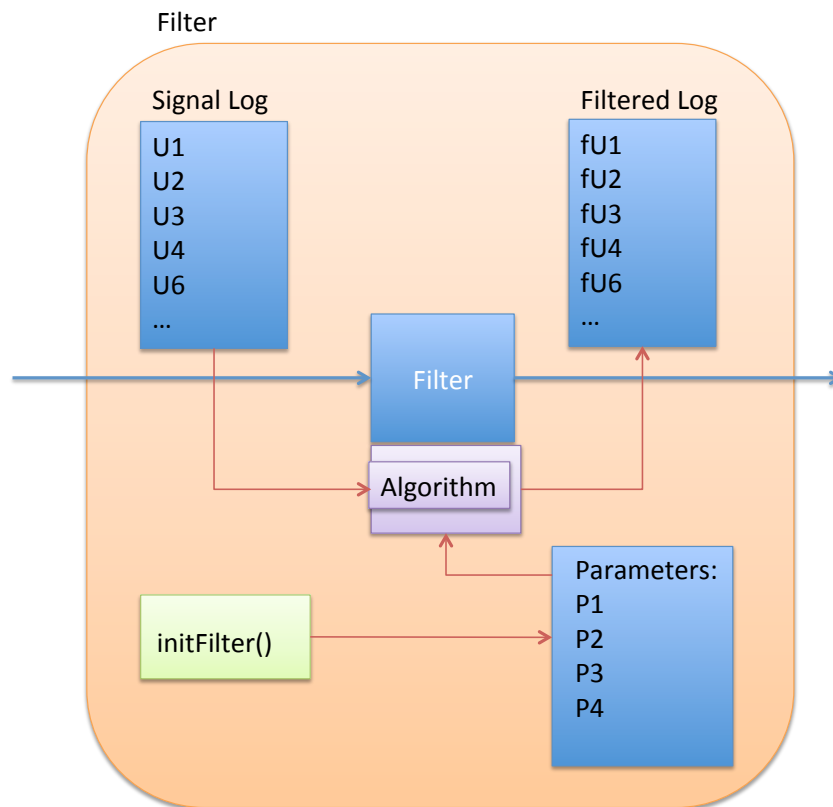 Filter
Signal Log
U1
U2
U3
U4
U6
...
Filtered Log
fU1
fU2
fU3
fU4
fU6
...
Filter
Algorithm
initFilter()
Parameters:
P1
P2
P3
P4